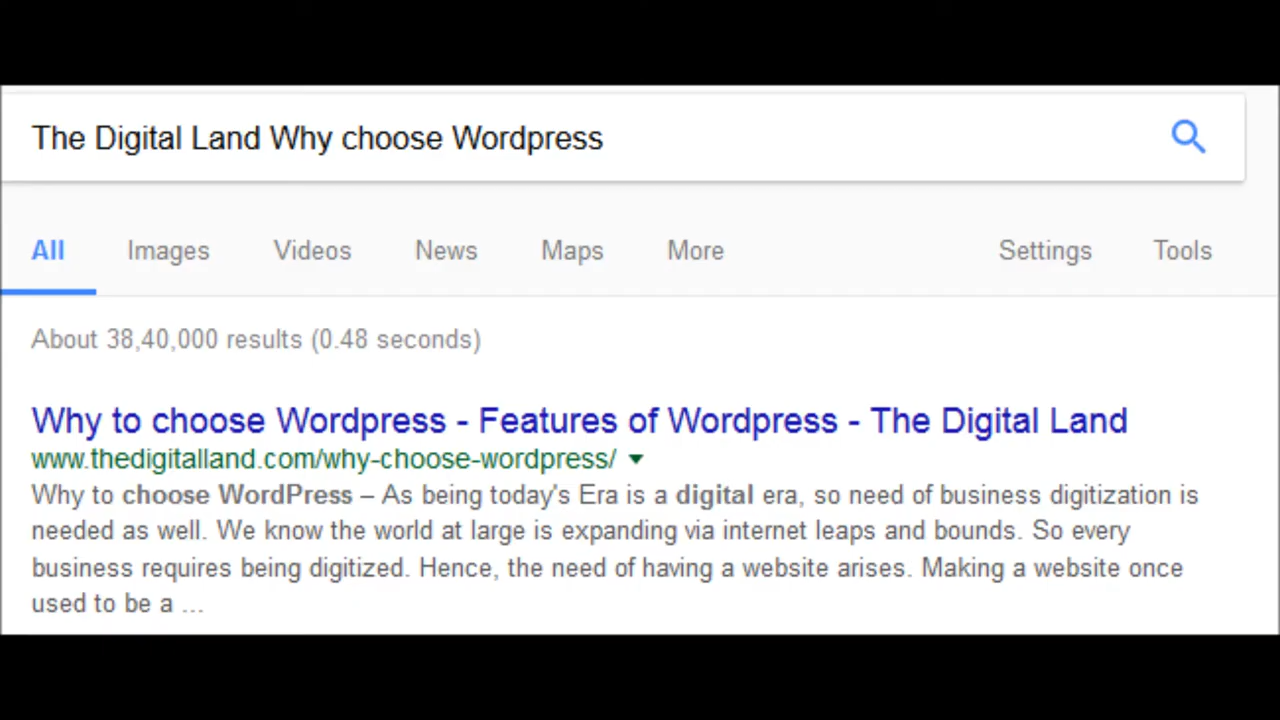 The Digital Land Why choose Wordpress
All Images Videos News Maps More Settings Tools
About 38,40,000 results (0.48 seconds)
Why to choose Wordpress - Features of Wordpress - The Digital Land
www.thedigitalland.com/why-choose-wordpress/
Why to choose WordPress – As being today's Era is a digital era, so need of business digitization is
needed as well. We know the world at large is expanding via internet leaps and bounds. So every
business requires being digitized. Hence, the need of having a website arises. Making a website once
used to be a ...